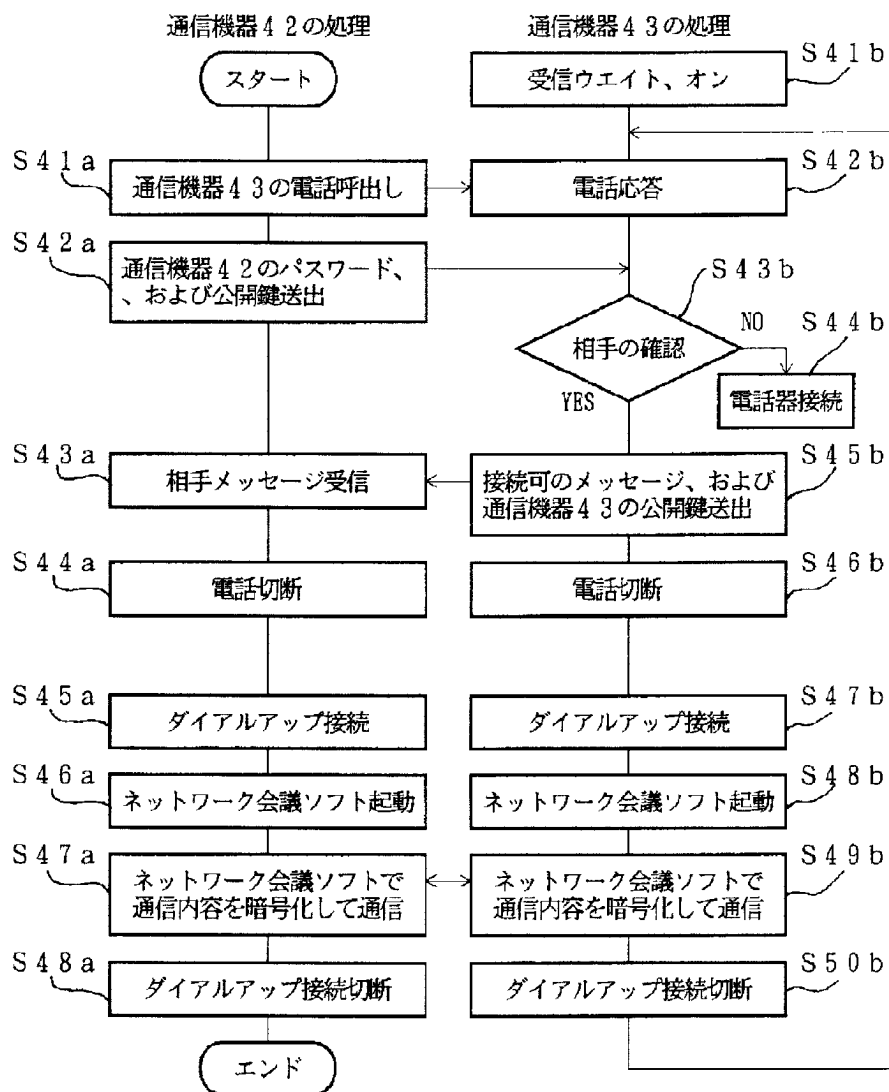 通信機器４２の処理
通信機器４３の処理
スタート
受信ウエイト、オン
Ｓ４１ｂ
Ｓ４１ａ
通信機器４３の電話呼出し
電話応答
Ｓ４２ｂ
Ｓ４２ａ
通信機器４２のパスワード、
、および公開鍵送出
Ｓ４３ｂ
相手の確認
NO
YES
Ｓ４４ｂ
電話器接続
Ｓ４３ａ
相手メッセージ受信
接続可のメッセージ、および
通信機器４３の公開鍵送出
Ｓ４５ｂ
Ｓ４４ａ
電話切断
電話切断
Ｓ４６ｂ
Ｓ４５ａ
ダイアルアップ接続
ダイアルアップ接続
Ｓ４７ｂ
Ｓ４６ａ
ネットワーク会議ソフト起動
ネットワーク会議ソフト起動
Ｓ４８ｂ
Ｓ４７ａ
ネットワーク会議ソフトで
通信内容を暗号化して通信
ネットワーク会議ソフトで
通信内容を暗号化して通信
Ｓ４９ｂ
Ｓ４８ａ
ダイアルアップ接続切断
ダイアルアップ接続切断
Ｓ５０ｂ
エンド